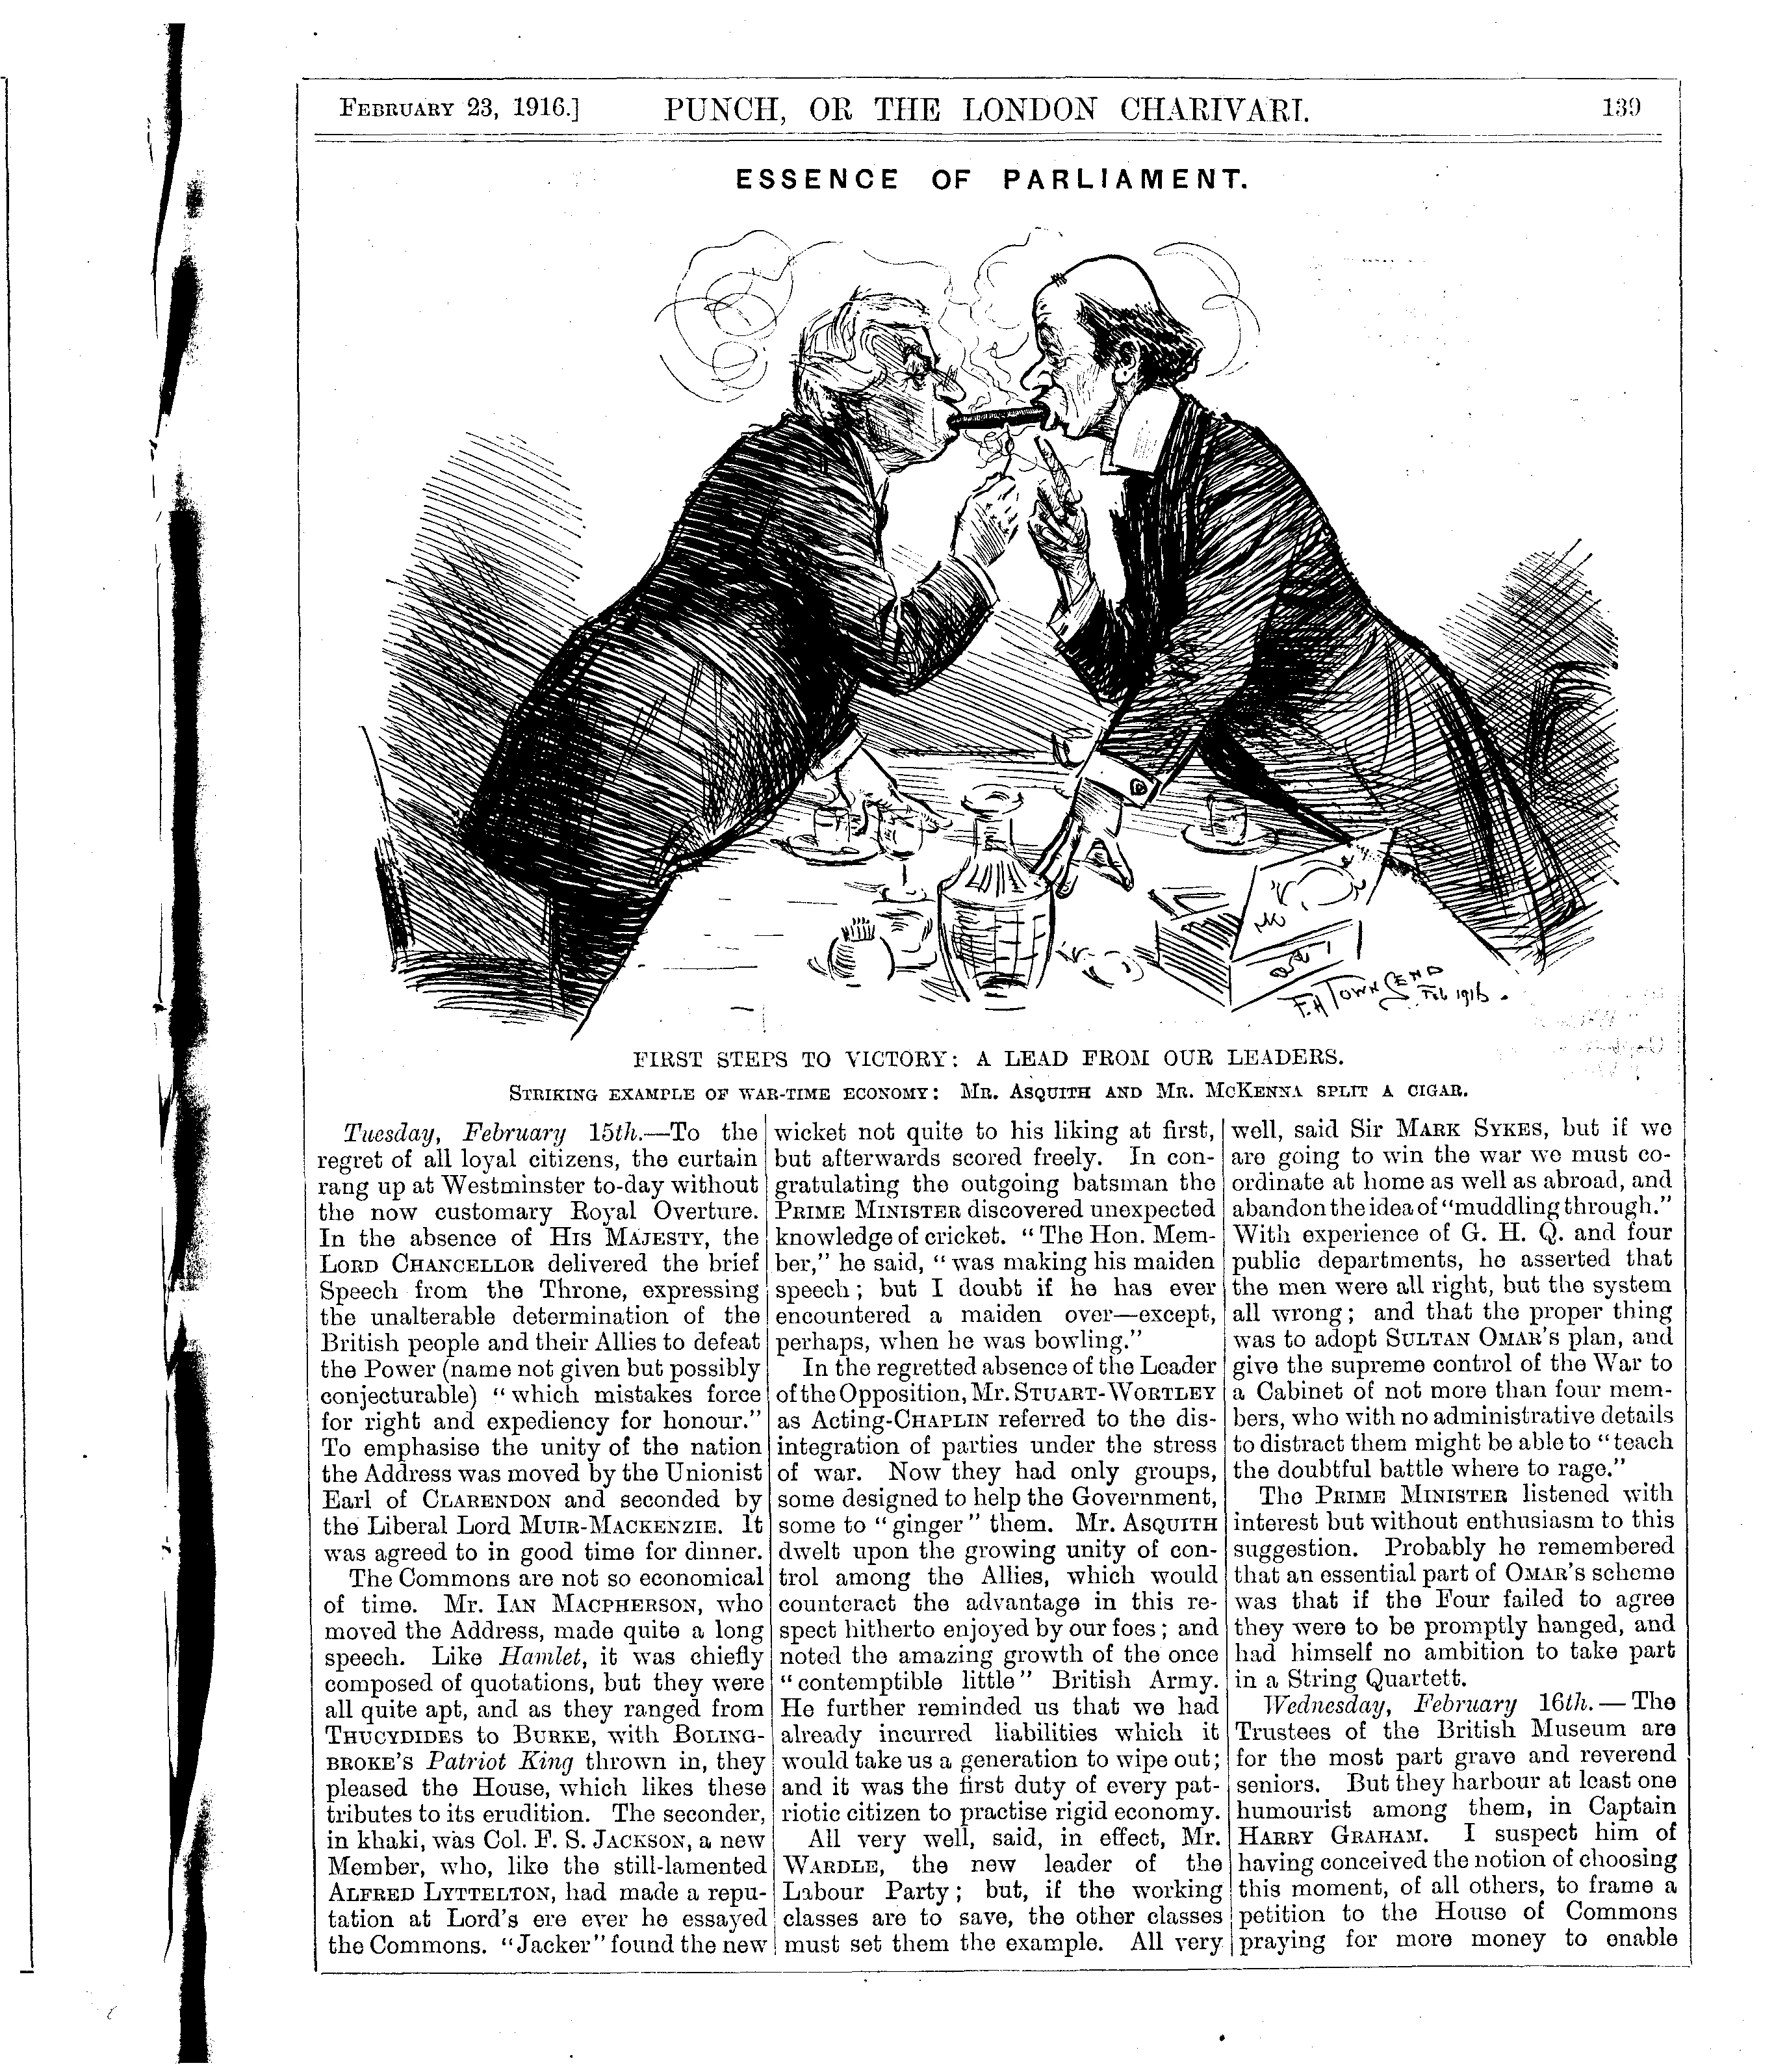 FEBRUARY 23, 1916.] PUNCH, OR THE LONDON CHARIVARI. 139
ESSENCE OF PARLIAMENT.
F. H. TOWNSEND
Feb 1916.
FIRST STEPS TO VICTORY: A LEAD FROM OUR LEADERS.
STRIKING EXAMPLE OF WAR-TIME ECONOMY: MR. ASQUITH AND MR. MCKENNA SPLIT A CIGAR.
Tuesday, February 15th.—To the
regret of all loyal citizens, the curtain
rang up at Westminster to-day without
the now customary Royal Overture.
In the absence of HIS MAJESTY, the
LORD CHANCELLOR delivered the brief
Speech from the Throne, expressing
the unalterable determination of the
British people and their Allies to defeat
the Power (name not given but possibly
conjecturable) "which mistakes force
for right and expediency for honour."
To emphasise the unity of the nation
the Address was moved by the Unionist
Earl of CLARENDON and seconded by
the Liberal Lord MUIR-MACKENZIE. It
was agreed to in good time for dinner.
The Commons are not so economical
of time. Mr. IAN MACPHERSON, who
moved the Address, made quite a long
speech. Like Hamlet, it was chiefly
composed of quotations, but they were
all quite apt, and as they ranged from
THUCYDIDES to BURKE, with BOLING-
BROKE'S Patriot King thrown in, they
pleased the House, which likes these
tributes to its erudition. The seconder,
in khaki, was Col. F. S. JACKSON, a new
Member, who, like the still-lamented
ALFRED LYTTELTON, had made a repu-
tation at Lord's ere ever he essayed
the Commons. "Jacker" found the new
wicket not quite to his liking at first,
but afterwards scored freely. In con-
gratulating the outgoing batsman the
PRIME MINISTER discovered unexpected
knowledge of cricket. "The Hon. Mem-
ber," he said, "was making his maiden
speech; but I doubt if he has ever
encountered a maiden over—except,
perhaps, when he was bowling."
In the regretted absence of the Leader
of the Opposition, Mr. STUART-WORTLEY
as Acting-CHAPLIN referred to the dis-
integration of parties under the stress
of war. Now they had only groups,
some designed to help the Government,
some to "ginger" them. Mr. ASQUITH
dwelt upon the growing unity of con-
trol among the Allies, which would
counteract the advantage in this re-
spect hitherto enjoyed by our foes; and
noted the amazing growth of the once
"contemptible little" British Army.
He further reminded us that we had
already incurred liabilities which it
would take us a generation to wipe out;
and it was the first duty of every pat-
riotic citizen to practise rigid economy.
All very well, said, in effect, Mr.
WARDLE, the new leader of the
Labour Party; but, if the working
classes are to save, the other classes
must set them the example. All very
well, said Sir MARK SYKES, but if we
are going to win the war we must co-
ordinate at home as well as abroad, and
abandon the idea of "muddling through."
With experience of G. H. Q. and four
public departments, he asserted that
the men were all right, but the system
all wrong; and that the proper thing
was to adopt SULTAN OMAR'S plan, and
give the supreme control of the War to
a Cabinet of not more than four mem-
bers, who with no administrative details
to distract them might be able to "teach
the doubtful battle where to rage."
The PRIME MINISTER listened with
interest but without enthusiasm to this
suggestion. Probably he remembered
that an essential part of OMAR'S scheme
was that if the Four failed to agree
they were to be promptly hanged, and
had himself no ambition to take part
in a String Quartett.
Wednesday, February 16th.—The
Trustees of the British Museum are
for the most part grave and reverend
seniors. But they harbour at least one
humourist among them, in Captain
HARRY GRAHAM. I suspect him of
having conceived the notion of choosing
this moment, of all others, to frame a
petition to the House of Commons
praying for more money to enable